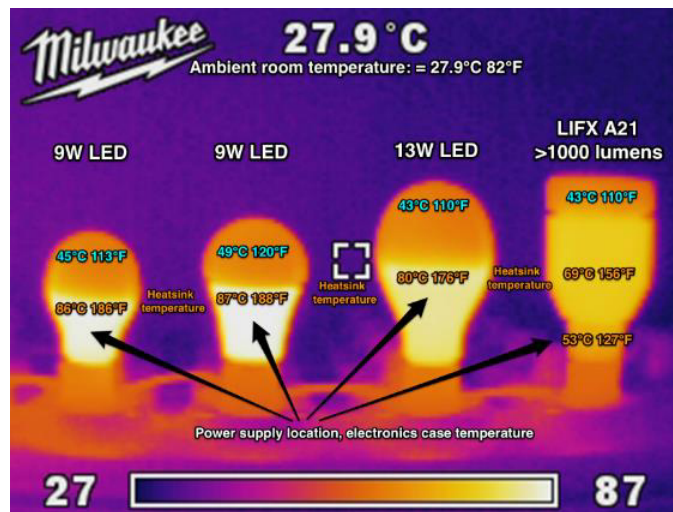 Milwaukee
27.9°C
Ambient room temperature: = 27.9°C 82°F
9W LED
9W LED
13W LED
LIFX A21
>1000 lumens
45°C 113°F
49°C 120°F
43°C 110°F
43°C 110°F
86°C 186°F
Heatsink
temperature
87°C 188°F
Heatsink
temperature
80°C 176°F
Heatsink
temperature
69°C 156°F
53°C 127°F
Power supply location, electronics case temperature
27
87